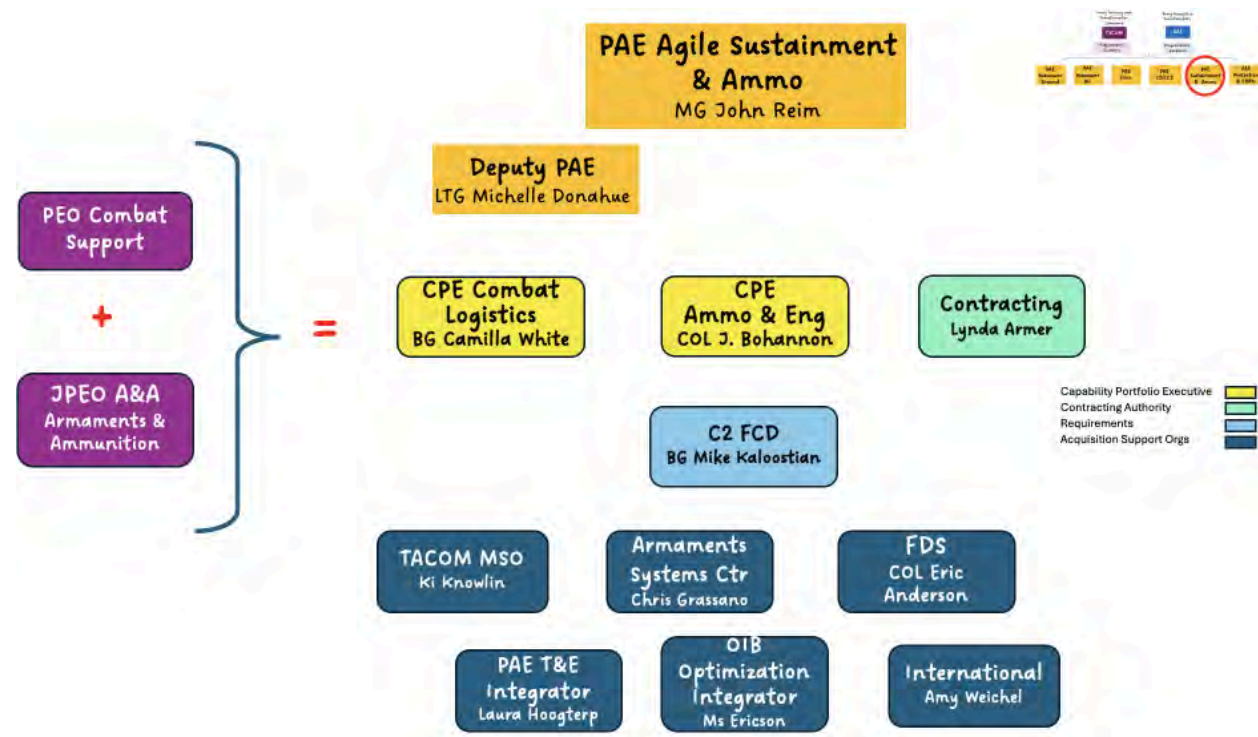 PAE Agile Sustainment
& Ammo
MG John Reim
TACOM
Deputy PAE
LTG Michelle Donahue
PEO Combat
Support
+
JPEO A&A
Armaments &
Ammunition
=
CPE Combat
Logistics
BG Camilla White
CPE
Ammo & Eng
COL J. Bohannon
Contracting
Lynda Armer
Capability Portfolio Executive
Contracting Authority
Requirements
Acquisition Support Orgs
C2 FCD
BG Mike Kaloostian
TACOM MSO
Ki Knowlin
Armaments
Systems Ctr
Chris Grassano
FDS
COL Eric
Anderson
PAE T&E
Integrator
Laura Hoogterp
OIB
Optimization
Integrator
Ms Ericson
International
Amy Weichel